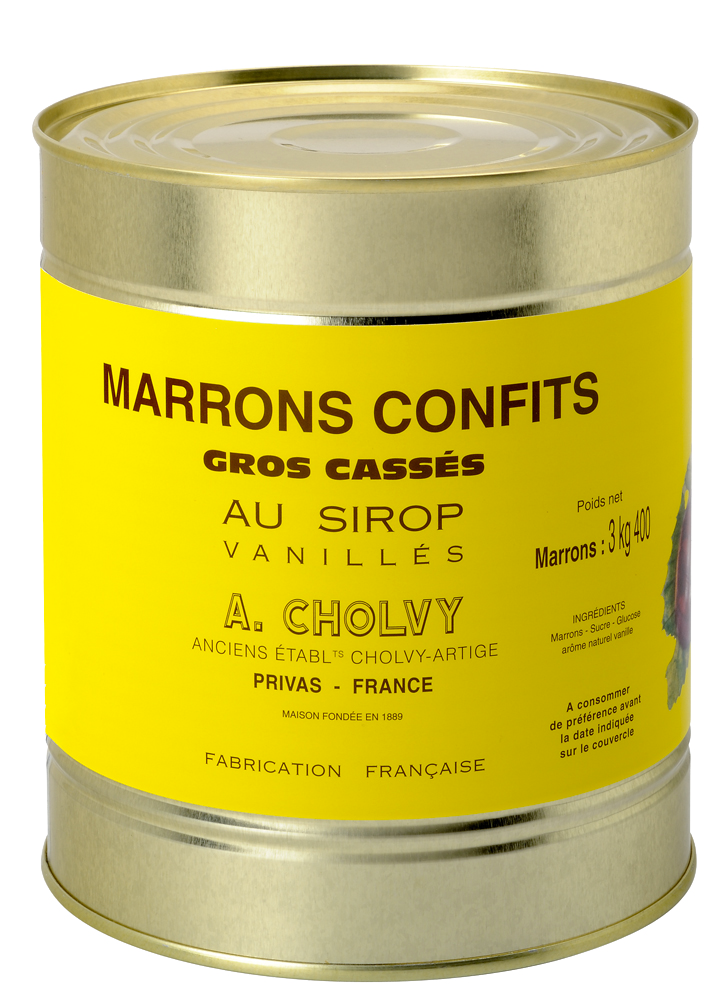 MARRONS CONFITS
GROS CASSÉS
AU SIROP
VANILLÉS
A. CHOLVY
ANCIENS ÉTABLTS CHOLVY-ARTIGE
PRIVAS - FRANCE
MAISON FONDÉE EN 1889
FABRICATION FRANÇAISE
Poids net
Marrons : 3 kg 400
INGRÉDIENTS
Marrons - Sucre - Glucose
arôme naturel vanille
A consommer
de préférence avant
la date indiquée
sur le couvercle